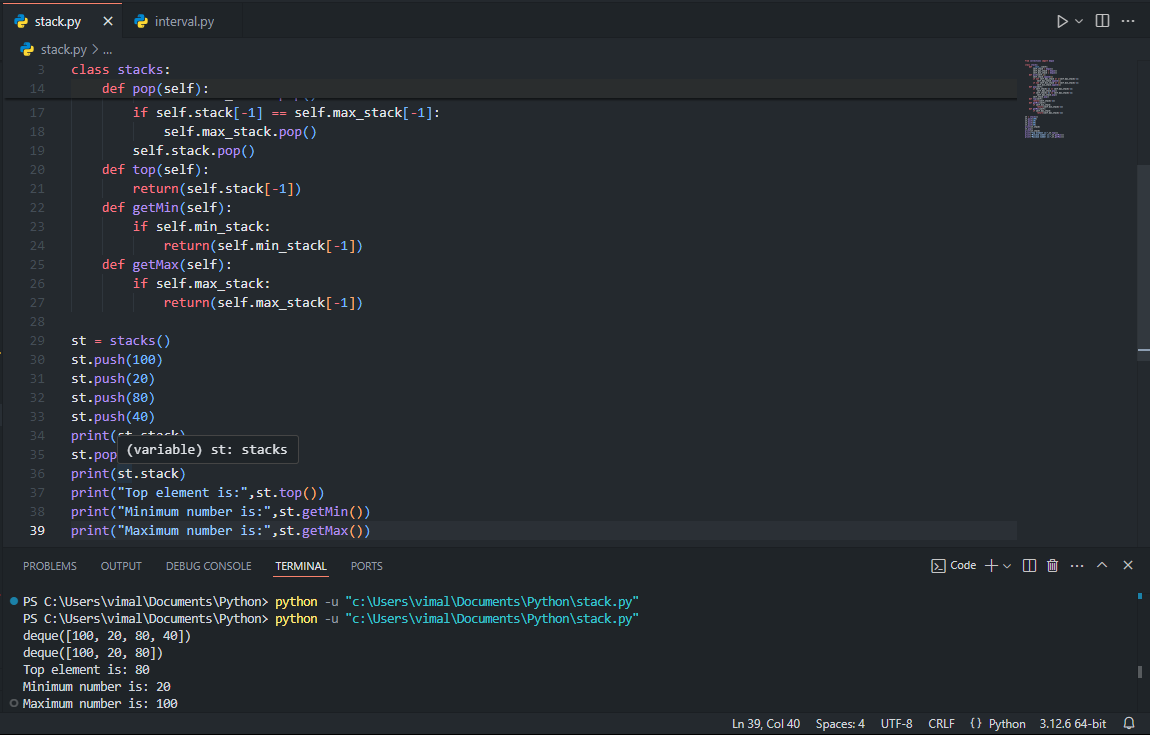 stack.py
interval.py
stack.py > ...
3 class stacks:
14 def pop(self):
17 if self.stack[-1] == self.max_stack[-1]:
18 self.max_stack.pop()
19 self.stack.pop()
20 def top(self):
21 return(self.stack[-1])
22 def getMin(self):
23 if self.min_stack:
24 return(self.min_stack[-1])
25 def getMax(self):
26 if self.max_stack:
27 return(self.max_stack[-1])
28
29 st = stacks()
30 st.push(100)
31 st.push(20)
32 st.push(80)
33 st.push(40)
34 print(st.stack)
(variable) st: stacks
35 st.pop
36 print(st.stack)
37 print("Top element is:",st.top())
38 print("Minimum number is:",st.getMin())
39 print("Maximum number is:",st.getMax())
PROBLEMS OUTPUT DEBUG CONSOLE TERMINAL PORTS
Code
PS C:\Users\vimal\Documents\Python> python -u "c:\Users\vimal\Documents\Python\stack.py"
PS C:\Users\vimal\Documents\Python> python -u "c:\Users\vimal\Documents\Python\stack.py"
deque([100, 20, 80, 40])
deque([100, 20, 80])
Top element is: 80
Minimum number is: 20
Maximum number is: 100
Ln 39, Col 40 Spaces: 4 UTF-8 CRLF {} Python 3.12.6 64-bit